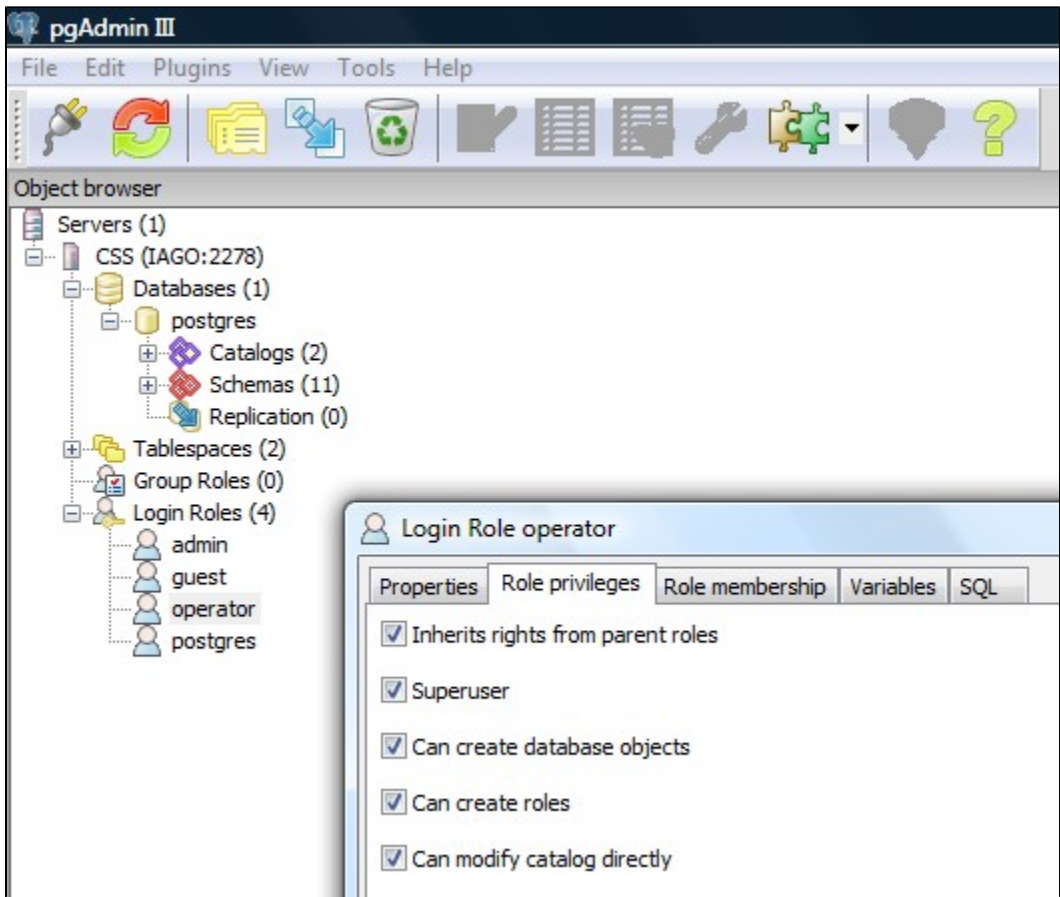 pgAdmin III
File Edit Plugins View Tools Help
Object browser
Servers (1)
CSS (IAGO:2278)
Databases (1)
postgres
Catalogs (2)
Schemas (11)
Replication (0)
Tablespaces (2)
Group Roles (0)
Login Roles (4)
admin
guest
operator
postgres
Login Role operator
Properties Role privileges Role membership Variables SQL
Inherits rights from parent roles
Superuser
Can create database objects
Can create roles
Can modify catalog directly